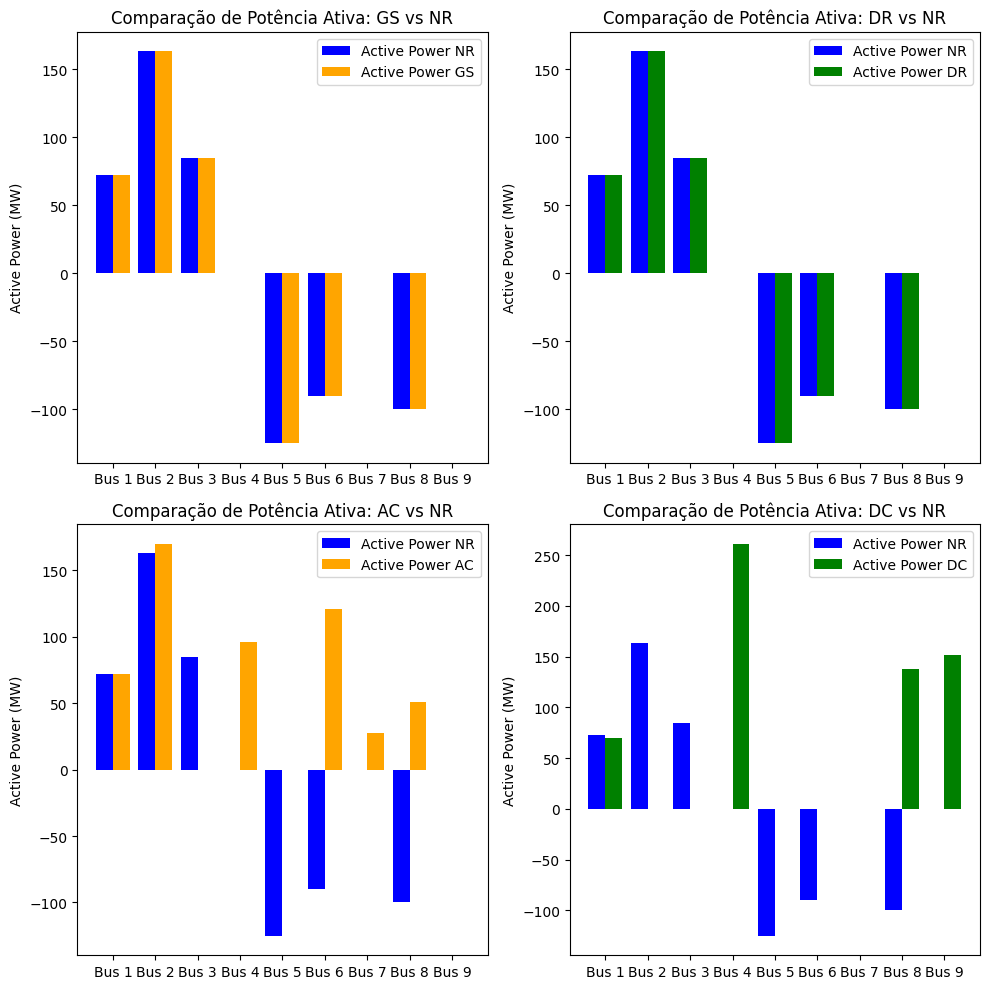 Comparação de Potência Ativa: GS vs NR
Active Power (MW)
150
100
50
0
−50
−100
Active Power NR
Active Power GS
Bus 1 Bus 2 Bus 3 Bus 4 Bus 5 Bus 6 Bus 7 Bus 8 Bus 9
Comparação de Potência Ativa: DR vs NR
Active Power (MW)
150
100
50
0
−50
−100
Active Power NR
Active Power DR
Bus 1 Bus 2 Bus 3 Bus 4 Bus 5 Bus 6 Bus 7 Bus 8 Bus 9
Comparação de Potência Ativa: AC vs NR
Active Power (MW)
150
100
50
0
−50
−100
Active Power NR
Active Power AC
Bus 1 Bus 2 Bus 3 Bus 4 Bus 5 Bus 6 Bus 7 Bus 8 Bus 9
Comparação de Potência Ativa: DC vs NR
Active Power (MW)
250
200
150
100
50
0
−50
−100
Active Power NR
Active Power DC
Bus 1 Bus 2 Bus 3 Bus 4 Bus 5 Bus 6 Bus 7 Bus 8 Bus 9